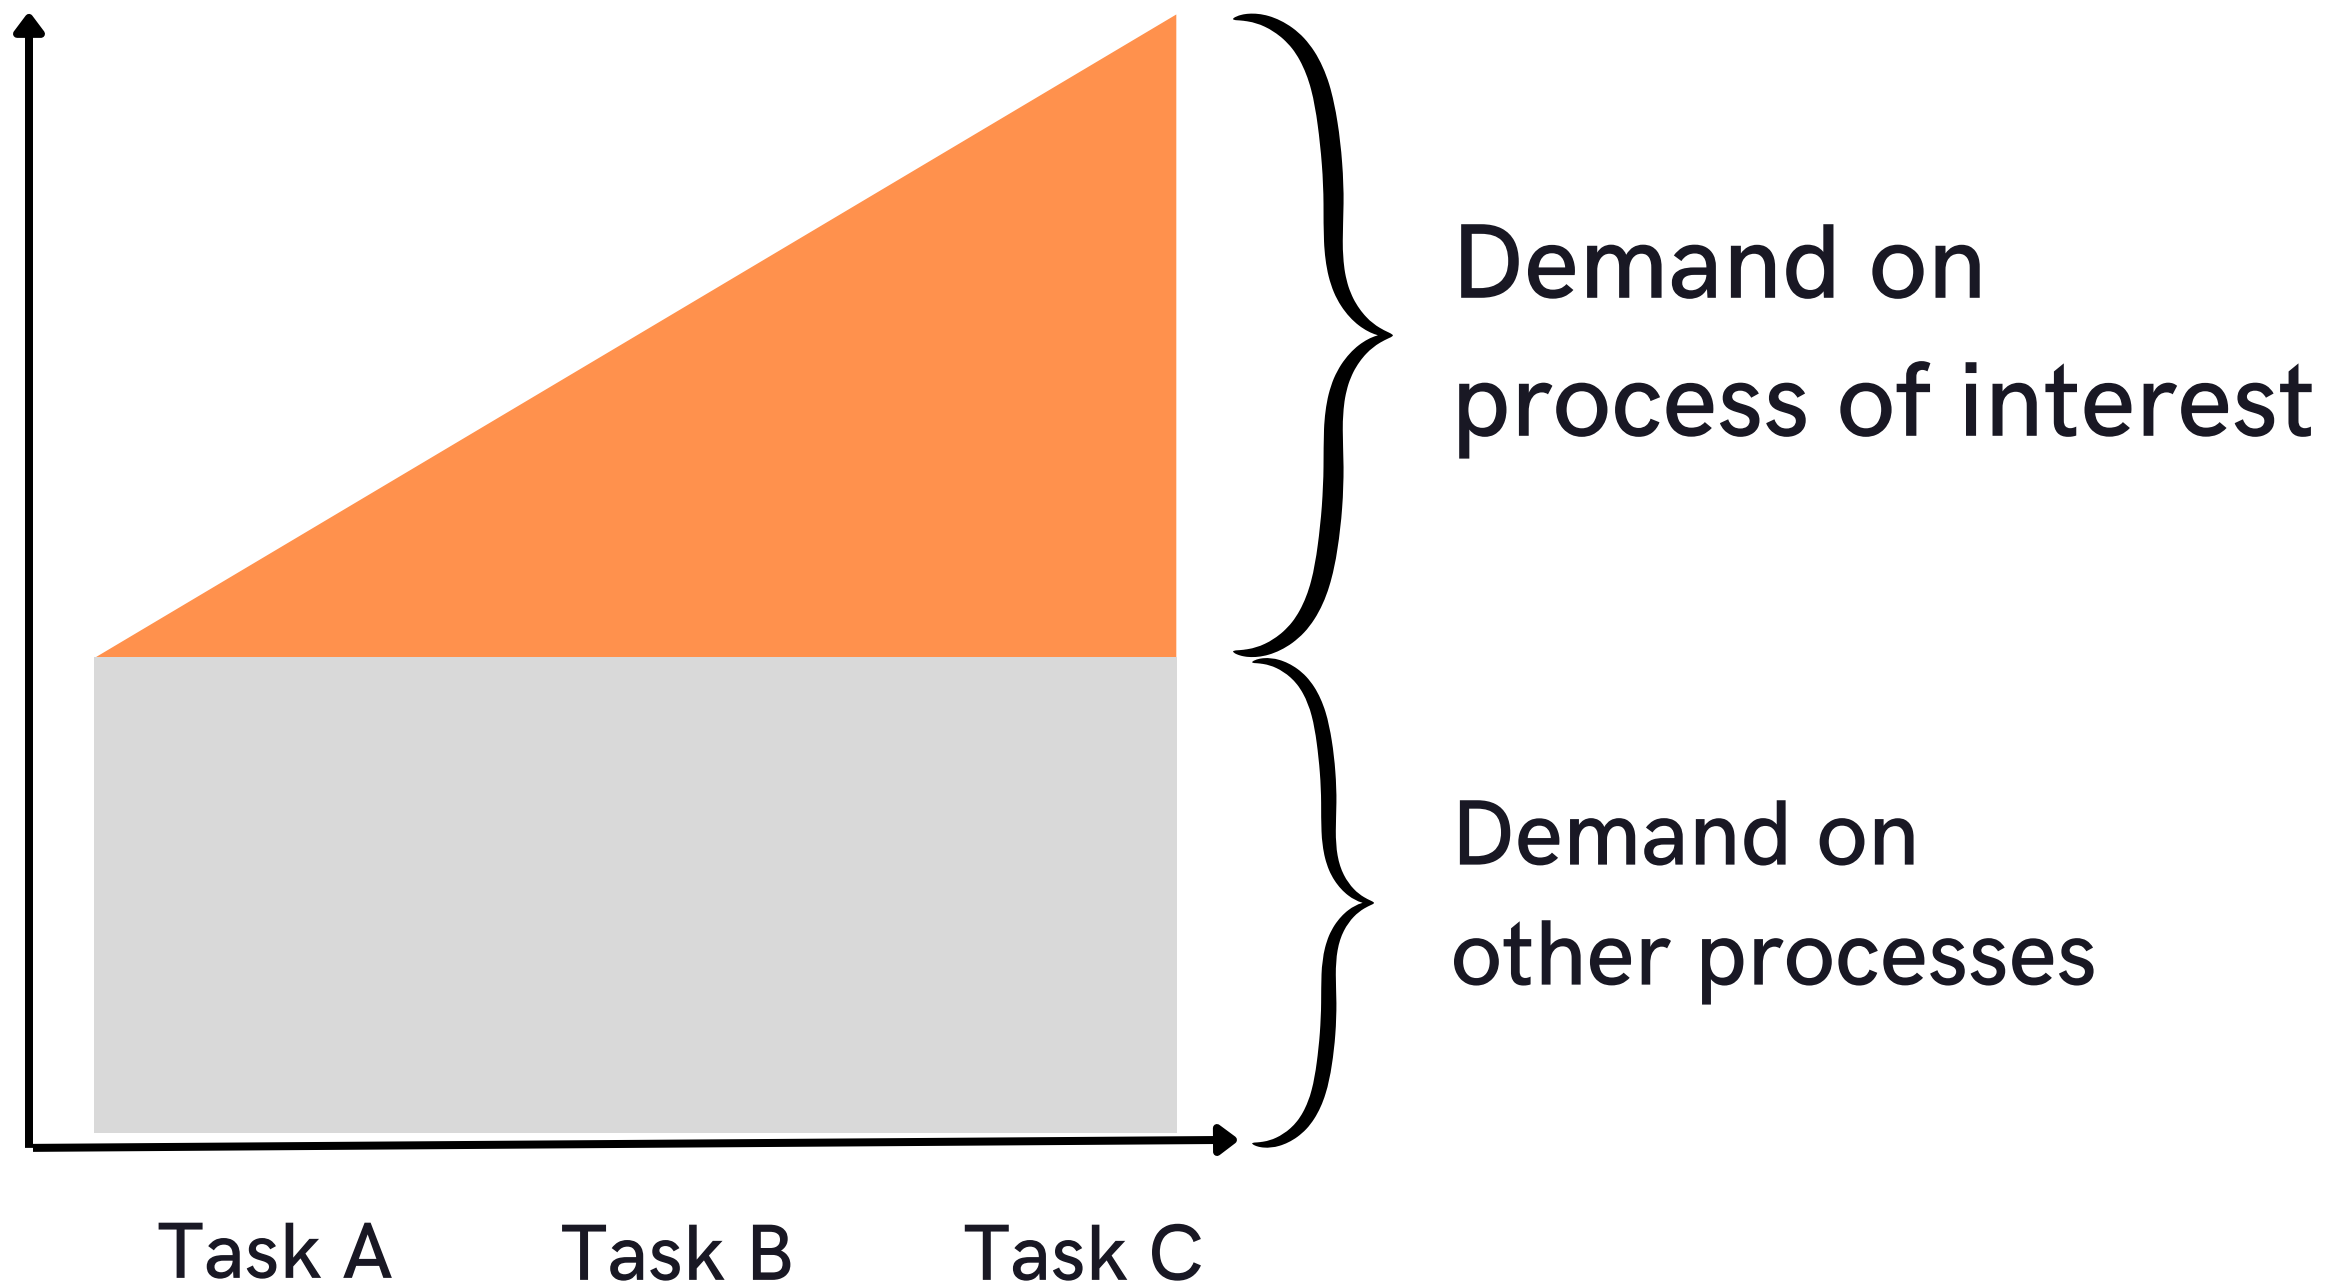 Demand on
process of interest
Demand on
other processes
Task A
Task B
Task C